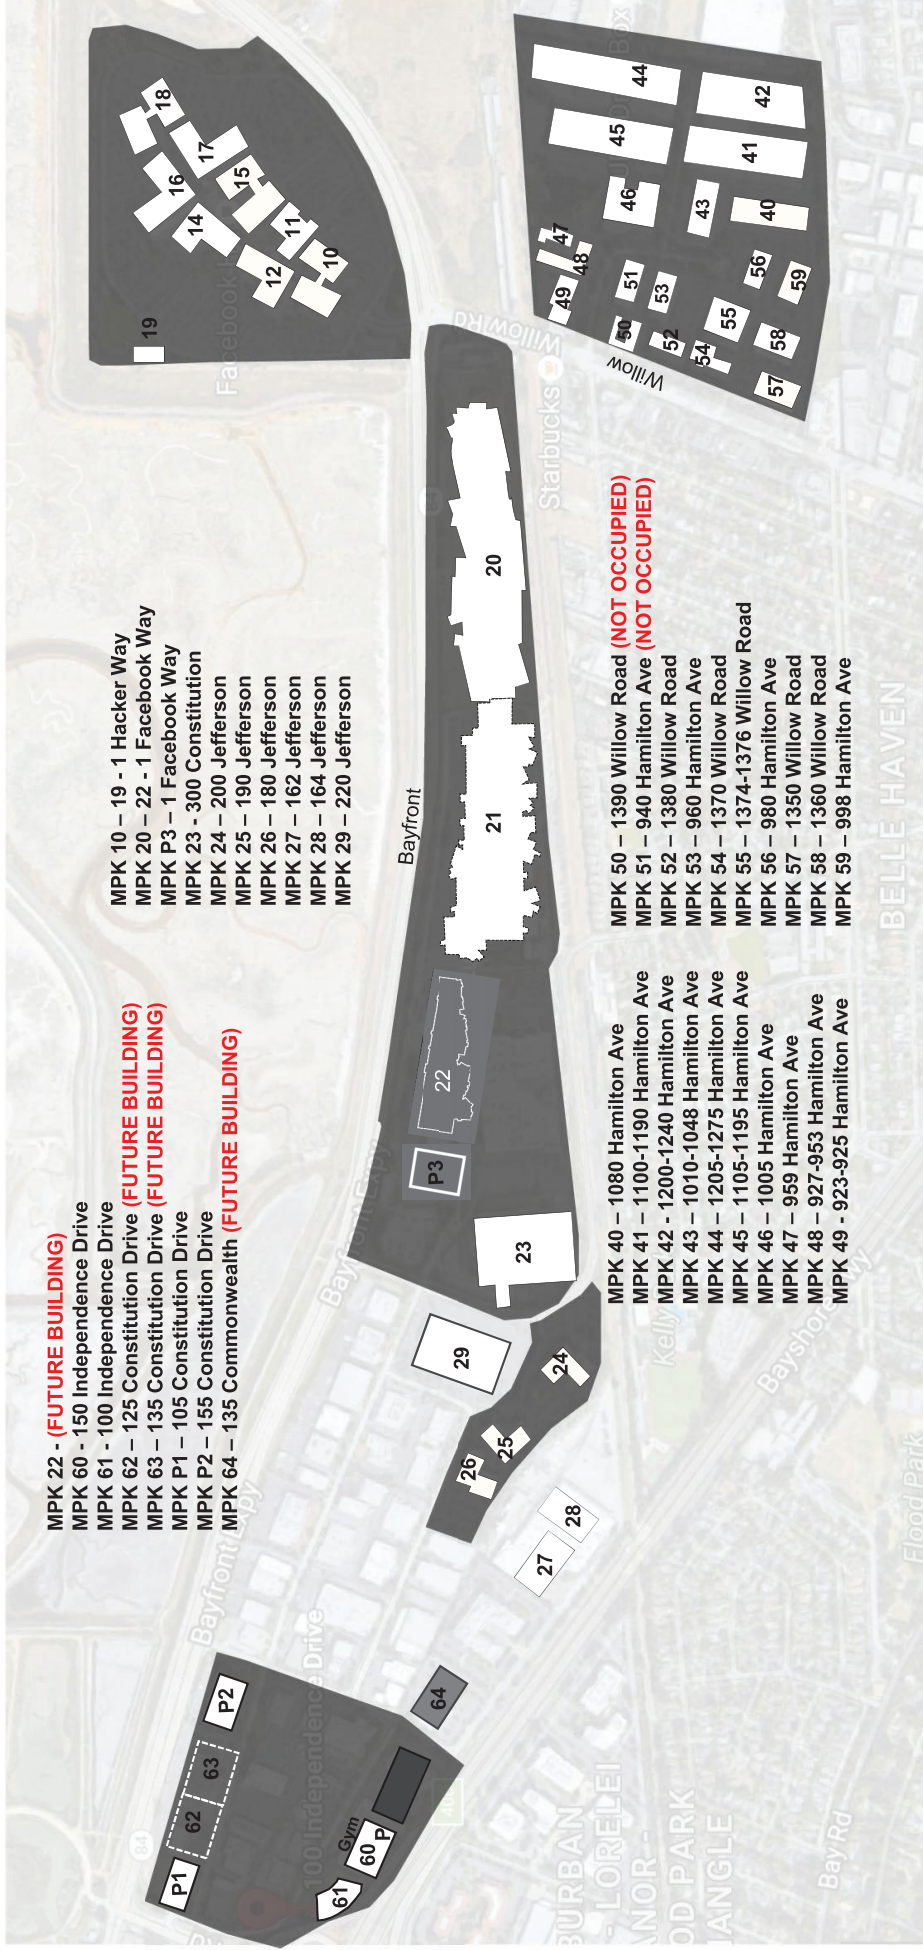 MPK 22 - (FUTURE BUILDING)
MPK 60 - 150 Independence Drive
MPK 61 - 100 Independence Drive
MPK 62 – 125 Constitution Drive (FUTURE BUILDING)
MPK 63 – 135 Constitution Drive (FUTURE BUILDING)
MPK P1 – 105 Constitution Drive
MPK P2 – 155 Constitution Drive
MPK 64 – 135 Commonwealth (FUTURE BUILDING)
MPK 10 – 19 - 1 Hacker Way
MPK 20 – 22 - 1 Facebook Way
MPK P3 – 1 Facebook Way
MPK 23 - 300 Constitution
MPK 24 – 200 Jefferson
MPK 25 – 190 Jefferson
MPK 26 – 180 Jefferson
MPK 27 – 162 Jefferson
MPK 28 – 164 Jefferson
MPK 29 – 220 Jefferson
MPK 40 – 1080 Hamilton Ave
MPK 41 – 1100-1190 Hamilton Ave
MPK 42 - 1200-1240 Hamilton Ave
MPK 43 – 1010-1048 Hamilton Ave
MPK 44 – 1205-1275 Hamilton Ave
MPK 45 – 1105-1195 Hamilton Ave
MPK 46 – 1005 Hamilton Ave
MPK 47 – 959 Hamilton Ave
MPK 48 – 927-953 Hamilton Ave
MPK 49 - 923-925 Hamilton Ave
MPK 50 – 1390 Willow Road (NOT OCCUPIED)
MPK 51 – 940 Hamilton Ave (NOT OCCUPIED)
MPK 52 – 1380 Willow Road
MPK 53 – 960 Hamilton Ave
MPK 54 – 1370 Willow Road
MPK 55 – 1374-1376 Willow Road
MPK 56 – 980 Hamilton Ave
MPK 57 – 1350 Willow Road
MPK 58 – 1360 Willow Road
MPK 59 – 998 Hamilton Ave
P1
62
63
P2
61
60
Gym
P
64
100 Independence Drive
84
Bayfront Expy
Bayfront Expy
27
28
26
25
24
29
23
P3
22
21
20
Bayfront
19
18
17
16
15
14
12
11
10
Facebook
Willow Rd
Willow
Willow
Starbucks
Box
44
45
42
41
46
43
40
47
48
49
51
53
50
52
54
55
56
59
58
57
BELLE HAVEN
Kelly
Bayshore
Flood Park
Bay Rd
BURBAN
- LORELEI
ANOR -
OD PARK
IANGLE